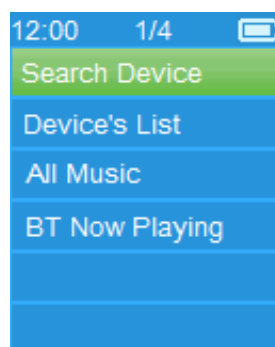 12:00 1/4
Search Device
Device's List
All Music
BT Now Playing